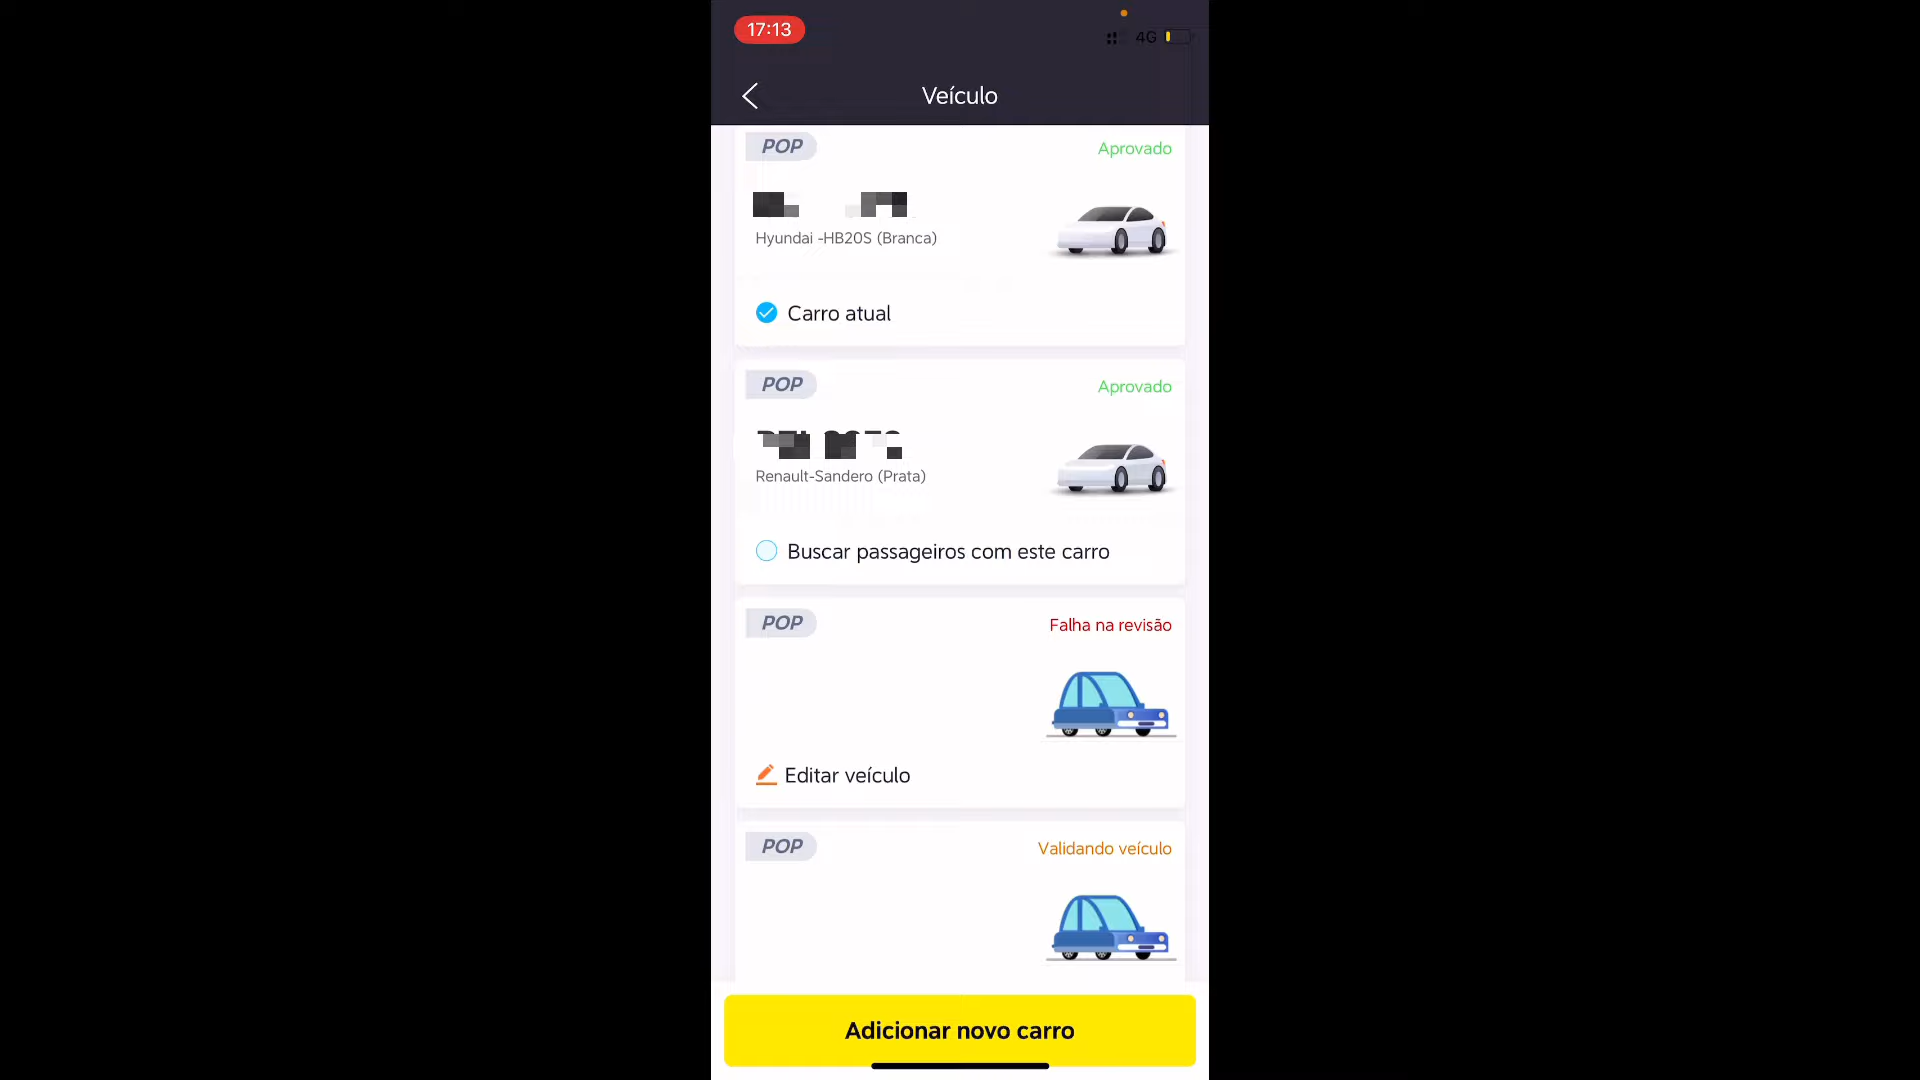 17:13
4G
Veículo
POP
Aprovado
Hyundai -HB20S (Branca)
Carro atual
POP
Aprovado
Renault-Sandero (Prata)
Buscar passageiros com este carro
POP
Falha na revisão
Editar veículo
POP
Validando veículo
Adicionar novo carro